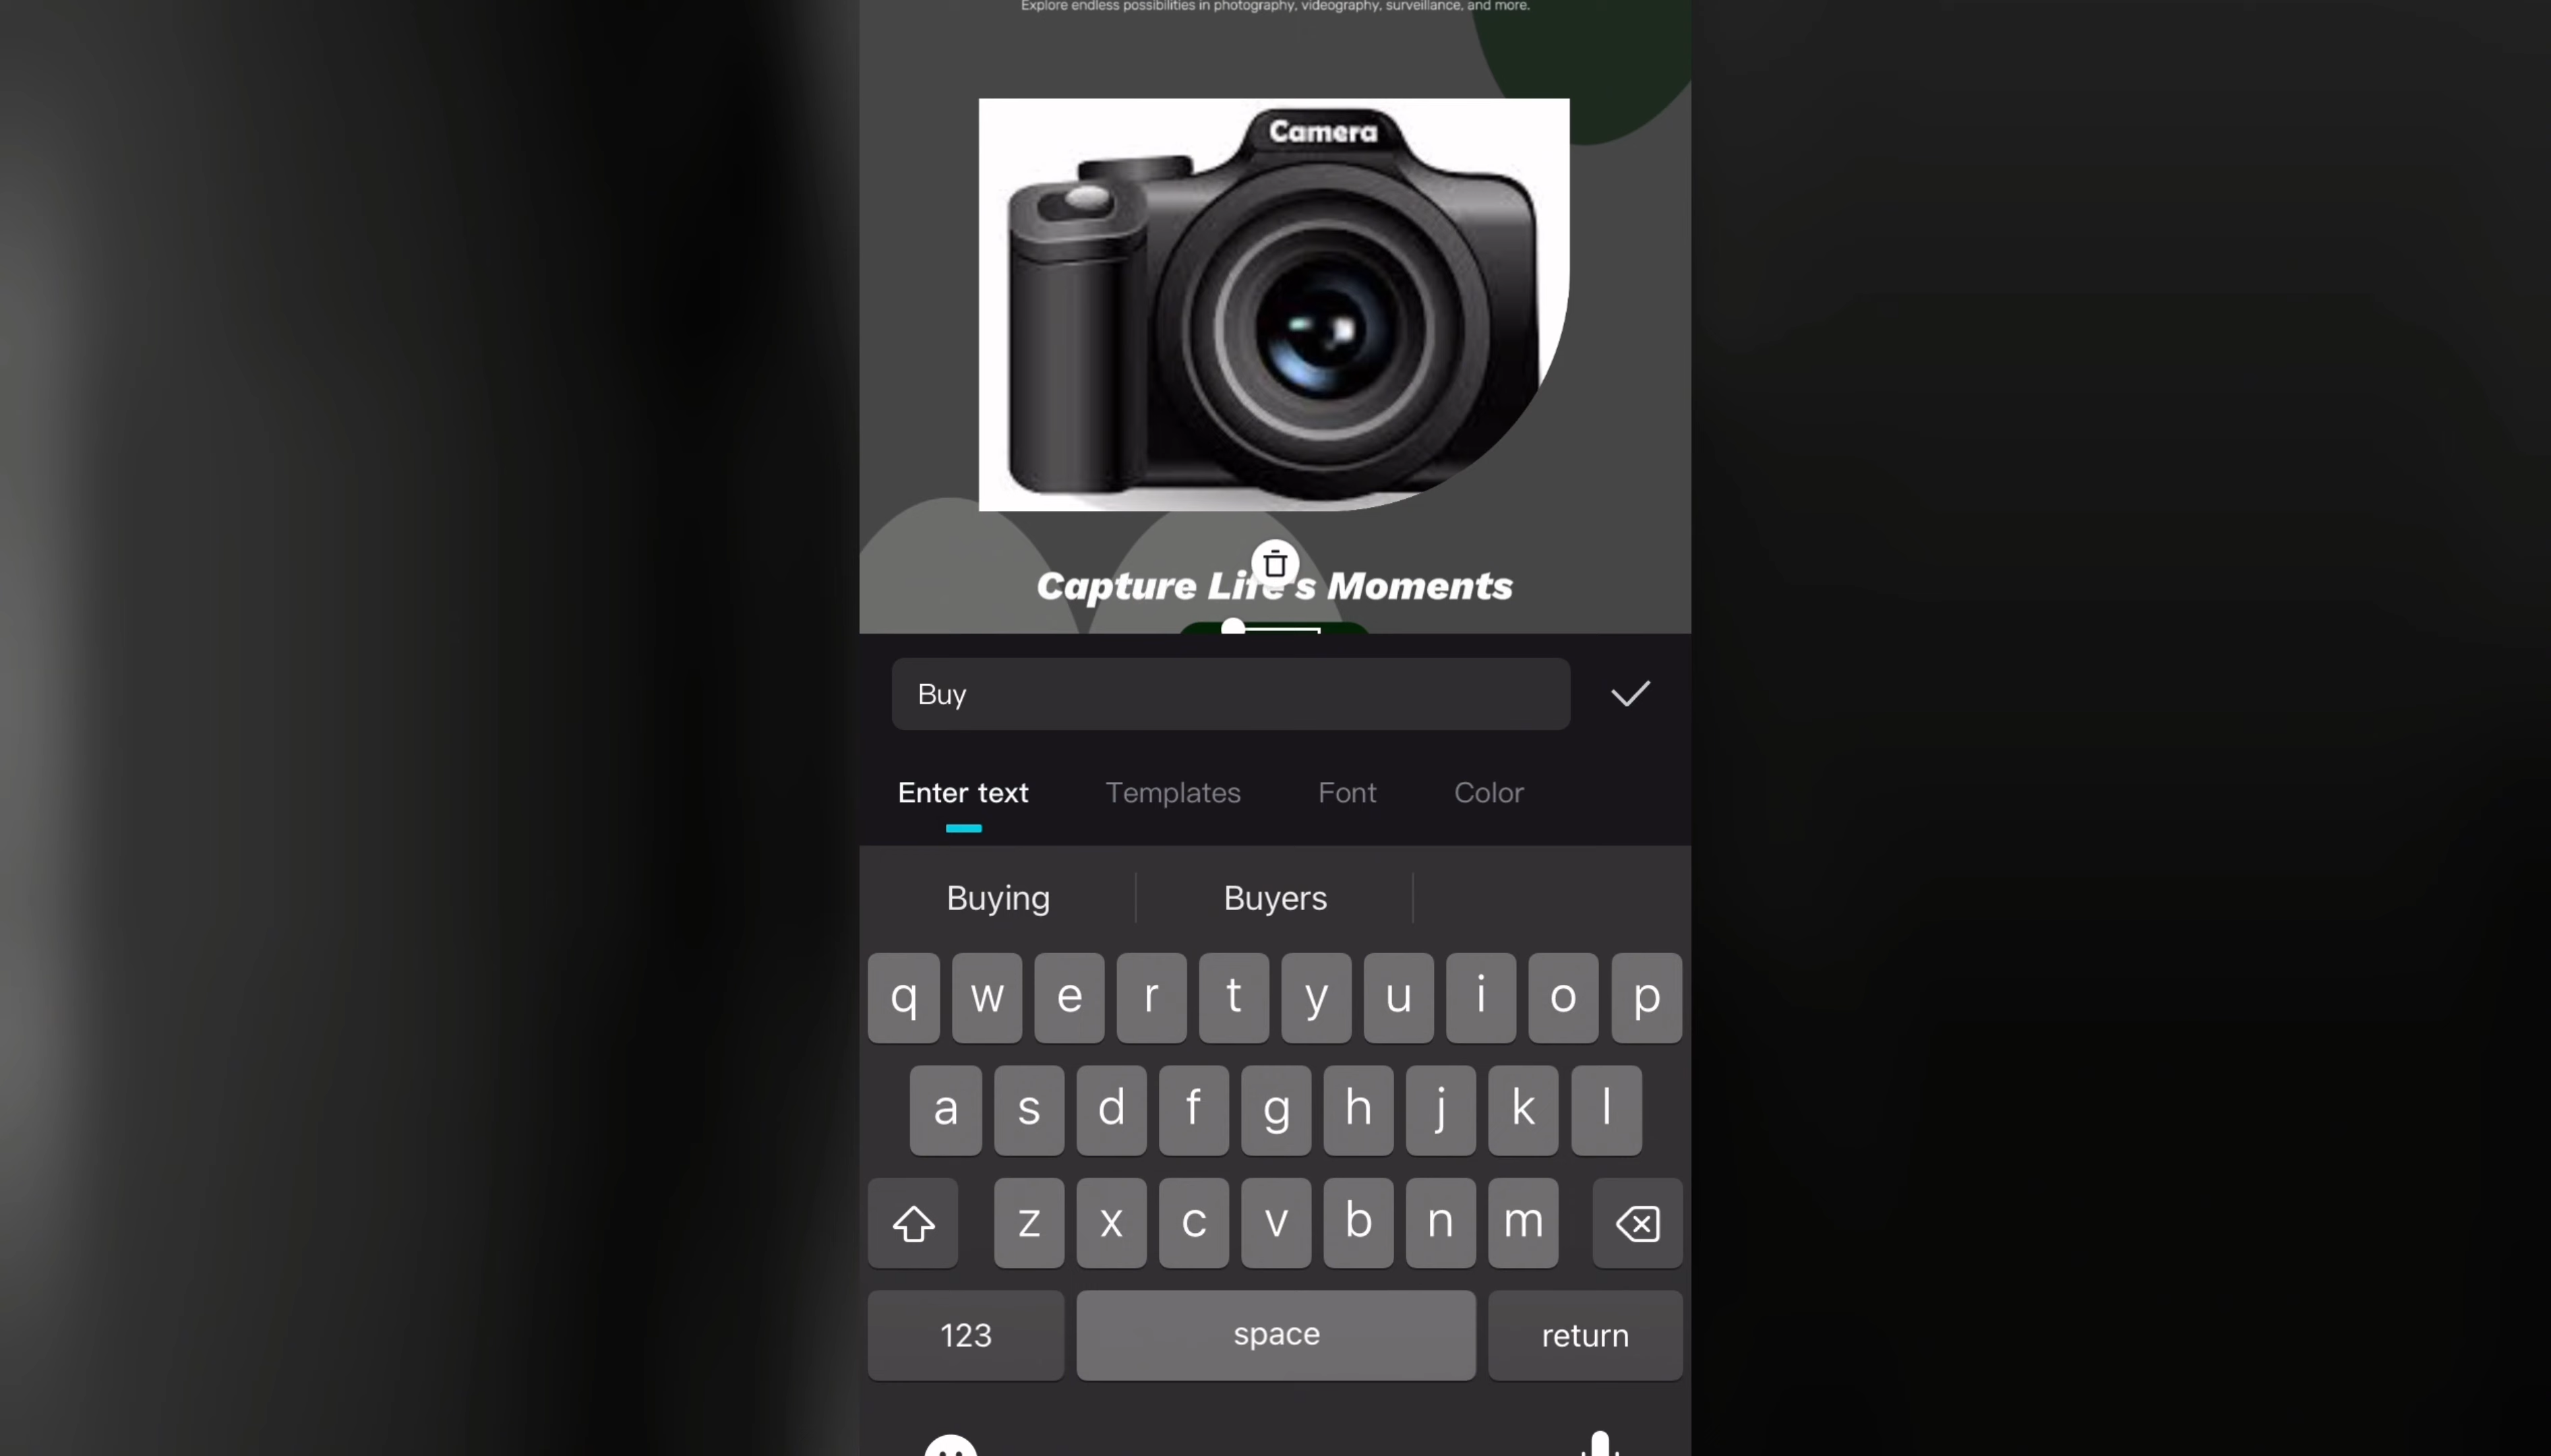 Explore endless possibilities in photography, videography, surveillance, and more.
Camera
Capture Life's Moments
Buy
Enter text Templates Font Color
Buying Buyers
q w e r t y u i o p
a s d f g h j k l
z x c v b n m
123 space return